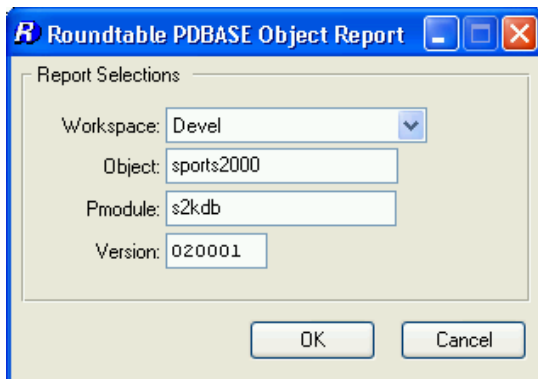 R Roundtable PDBASE Object Report
Report Selections
Workspace: Devel
Object: sports2000
Pmodule: s2kdb
Version: 020001
OK Cancel